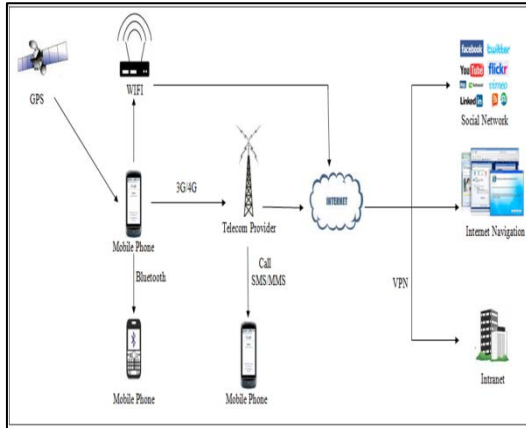 facebook twitter
YouTube flickr
vimeo
LinkedIn
Social Network
GPS
WIFI
3G/4G
INTERNET
Telecom Provider
Mobile Phone
Internet Navigation
Bluetooth
Call
SMS/MMS
VPN
Mobile Phone
Mobile Phone
Intranet